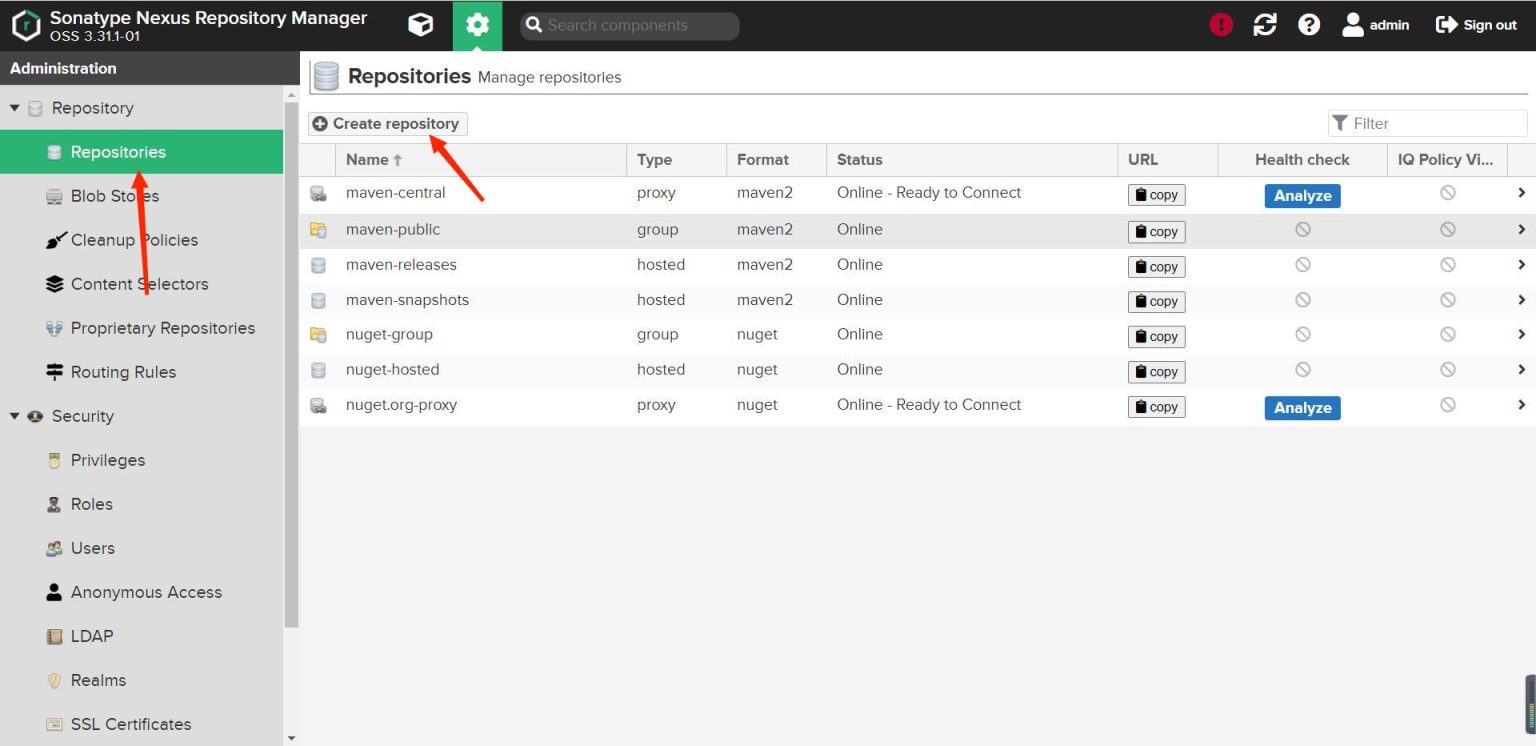 Sonatype Nexus Repository Manager
OSS 3.31.1-01
Search components
admin
Sign out
Administration
Repository
Repositories
Blob Stores
Cleanup Policies
Content Selectors
Proprietary Repositories
Routing Rules
Security
Privileges
Roles
Users
Anonymous Access
LDAP
Realms
SSL Certificates
Repositories Manage repositories
Create repository
Filter
Name Type Format Status URL Health check IQ Policy Vi...
maven-central proxy maven2 Online - Ready to Connect copy Analyze
maven-public group maven2 Online copy
maven-releases hosted maven2 Online copy
maven-snapshots hosted maven2 Online copy
nuget-group group nuget Online copy
nuget-hosted hosted nuget Online copy
nuget.org-proxy proxy nuget Online - Ready to Connect copy Analyze